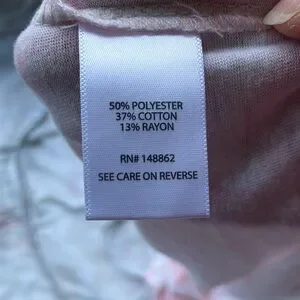 50% POLYESTER
37% COTTON
13% RAYON
RN# 148862
SEE CARE ON REVERSE